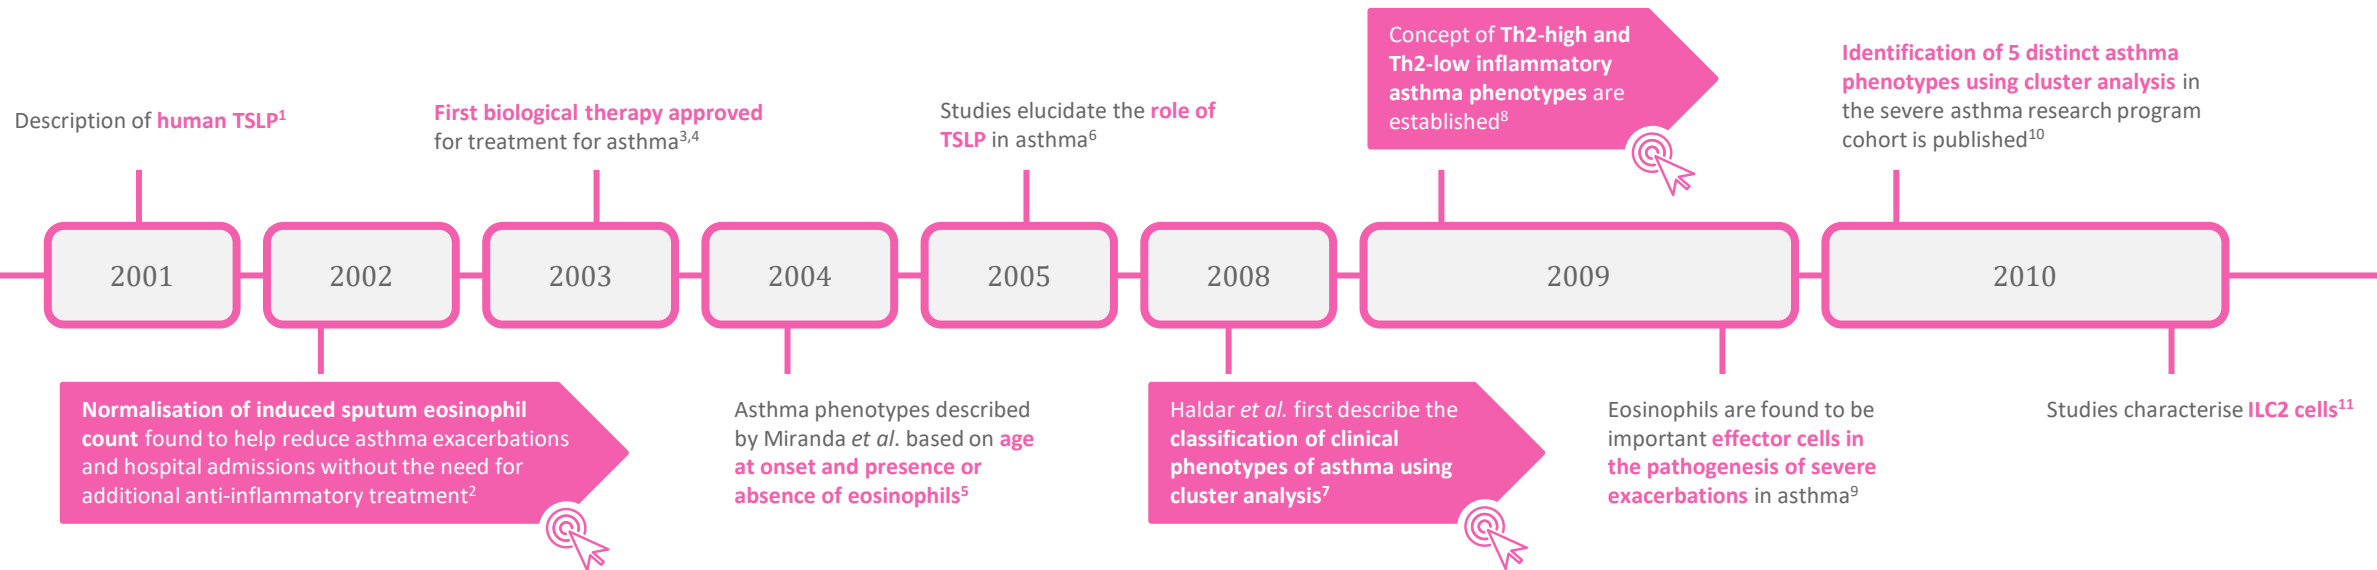 Description of human TSLP1
First biological therapy approved
for treatment for asthma3,4
Studies elucidate the role of
TSLP in asthma6
Concept of Th2-high and
Th2-low inflammatory
asthma phenotypes are
established8
Identification of 5 distinct asthma
phenotypes using cluster analysis in
the severe asthma research program
cohort is published10
2001
2002
2003
2004
2005
2008
2009
2010
Normalisation of induced sputum eosinophil
count found to help reduce asthma exacerbations
and hospital admissions without the need for
additional anti-inflammatory treatment2
Asthma phenotypes described
by Miranda et al. based on age
at onset and presence or
absence of eosinophils5
Haldar et al. first describe the
classification of clinical
phenotypes of asthma using
cluster analysis7
Eosinophils are found to be
important effector cells in
the pathogenesis of severe
exacerbations in asthma9
Studies characterise ILC2 cells11